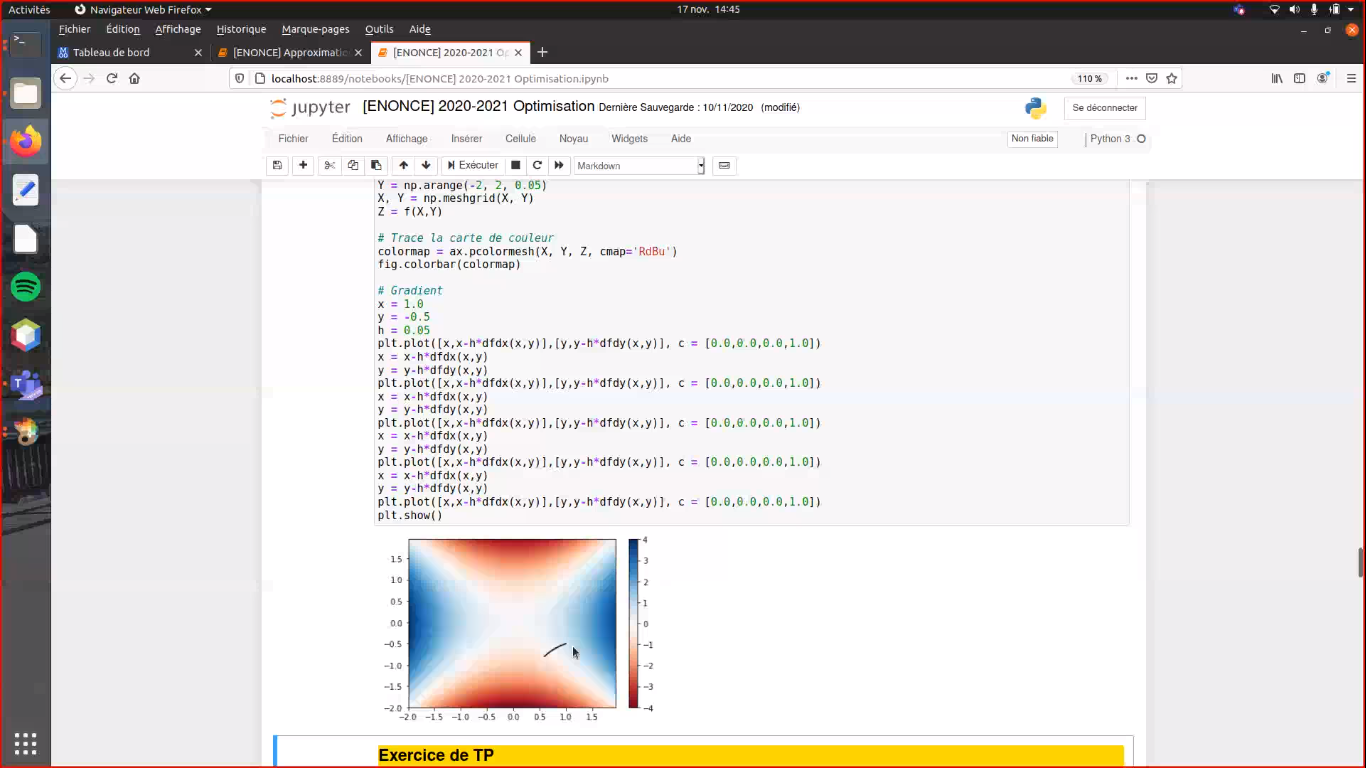 Activités
Navigateur Web Firefox
17 nov. 14:45
Fichier Édition Affichage Historique Marque-pages Outils Aide
Tableau de bord
[ENONCE] Approximatio
[ENONCE] 2020-2021 Op
localhost:8889/notebooks/[ENONCE] 2020-2021 Optimisation.ipynb
110 %
jupyter [ENONCE] 2020-2021 Optimisation Dernière Sauvegarde : 10/11/2020 (modifié)
Se déconnecter
Fichier Édition Affichage Insérer Cellule Noyau Widgets Aide
Non fiable
Python 3
Exécuter
Markdown
Y = np.arange(-2, 2, 0.05)
X, Y = np.meshgrid(X, Y)
Z = f(X,Y)
# Trace la carte de couleur
colormap = ax.pcolormesh(X, Y, Z, cmap='RdBu')
fig.colorbar(colormap)
# Gradient
x = 1.0
y = -0.5
h = 0.05
plt.plot([x,x-h*dfdx(x,y)],[y,y-h*dfdy(x,y)], c = [0.0,0.0,0.0,1.0])
x = x-h*dfdx(x,y)
y = y-h*dfdy(x,y)
plt.plot([x,x-h*dfdx(x,y)],[y,y-h*dfdy(x,y)], c = [0.0,0.0,0.0,1.0])
x = x-h*dfdx(x,y)
y = y-h*dfdy(x,y)
plt.plot([x,x-h*dfdx(x,y)],[y,y-h*dfdy(x,y)], c = [0.0,0.0,0.0,1.0])
x = x-h*dfdx(x,y)
y = y-h*dfdy(x,y)
plt.plot([x,x-h*dfdx(x,y)],[y,y-h*dfdy(x,y)], c = [0.0,0.0,0.0,1.0])
x = x-h*dfdx(x,y)
y = y-h*dfdy(x,y)
plt.plot([x,x-h*dfdx(x,y)],[y,y-h*dfdy(x,y)], c = [0.0,0.0,0.0,1.0])
plt.show()
1.5
1.0
0.5
0.0
-0.5
-1.0
-1.5
-2.0
-2.0 -1.5 -1.0 -0.5 0.0 0.5 1.0 1.5
4
3
2
1
0
-1
-2
-3
-4
Exercice de TP